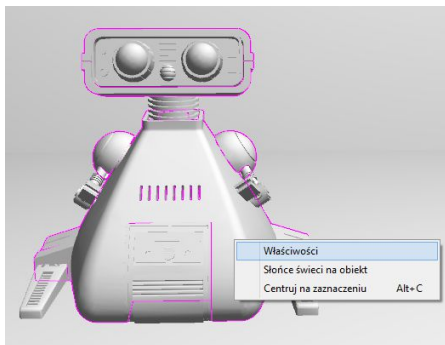 Właściwości
Słońce świeci na obiekt
Centruj na zaznaczeniu Alt+C